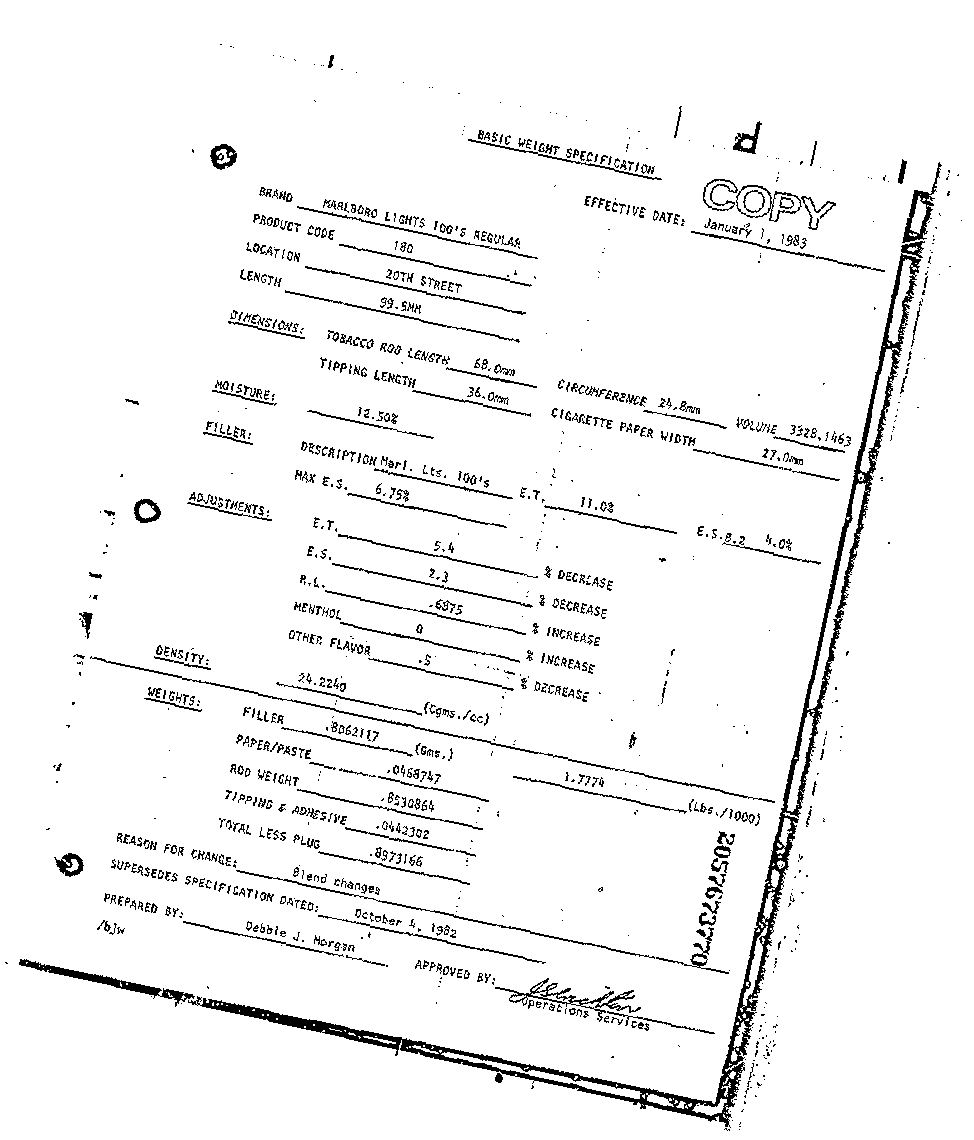 BASIC WEIGHT SPECIFICATION
COPY
EFFECTIVE DATE: January 1, 1983
BRAND MARLBORO LIGHTS 100'S REGULAR
PRODUCT CODE 180
LOCATION 20TH STREET
LENGTH 99.5MM
DIMENSIONS: TOBACCO ROD LENGTH 68.0mm CIRCUMFERENCE 24.8mm VOLUME 3328.1463
TIPPING LENGTH 36.0mm CIGARETTE PAPER WIDTH 27.0mm
MOISTURE: 12.50%
FILLER: DESCRIPTION Marl. Lts. 100's E.T. 11.0% E.S.8.2 4.0%
MAX E.S. 6.75%
ADJUSTMENTS: E.T. 5.4 % DECREASE
E.S. 2.3 % DECREASE
R.L. .6875 % INCREASE
MENTHOL 0 % INCREASE
OTHER FLAVOR .5 % DECREASE
DENSITY: 24.2240 (Cgms./cc)
WEIGHTS: FILLER .8062117 (Gms.) 1.7774 (Lbs./1000)
PAPER/PASTE .0468747
ROD WEIGHT .8530864
TIPPING & ADHESIVE .0442302
TOTAL LESS PLUG .8973166
REASON FOR CHANGE: Blend changes
SUPERSEDES SPECIFICATION DATED: October 4, 1982
PREPARED BY: Debbie J. Morgan
/bjw
APPROVED BY:
Operations Services
2057673770